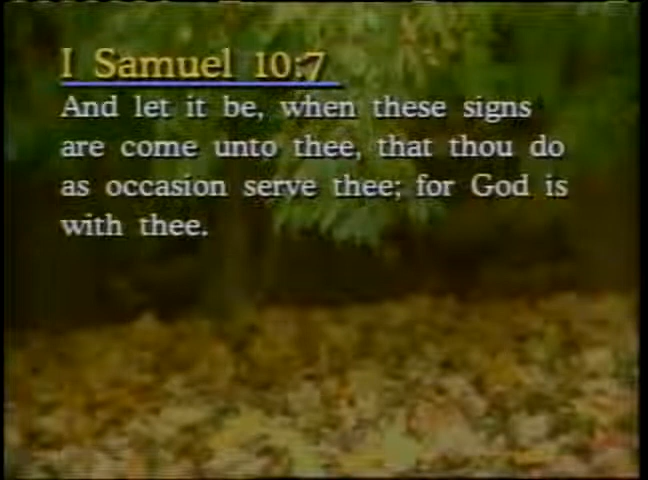 I Samuel 10:7
And let it be, when these signs
are come unto thee, that thou do
as occasion serve thee; for God is
with thee.